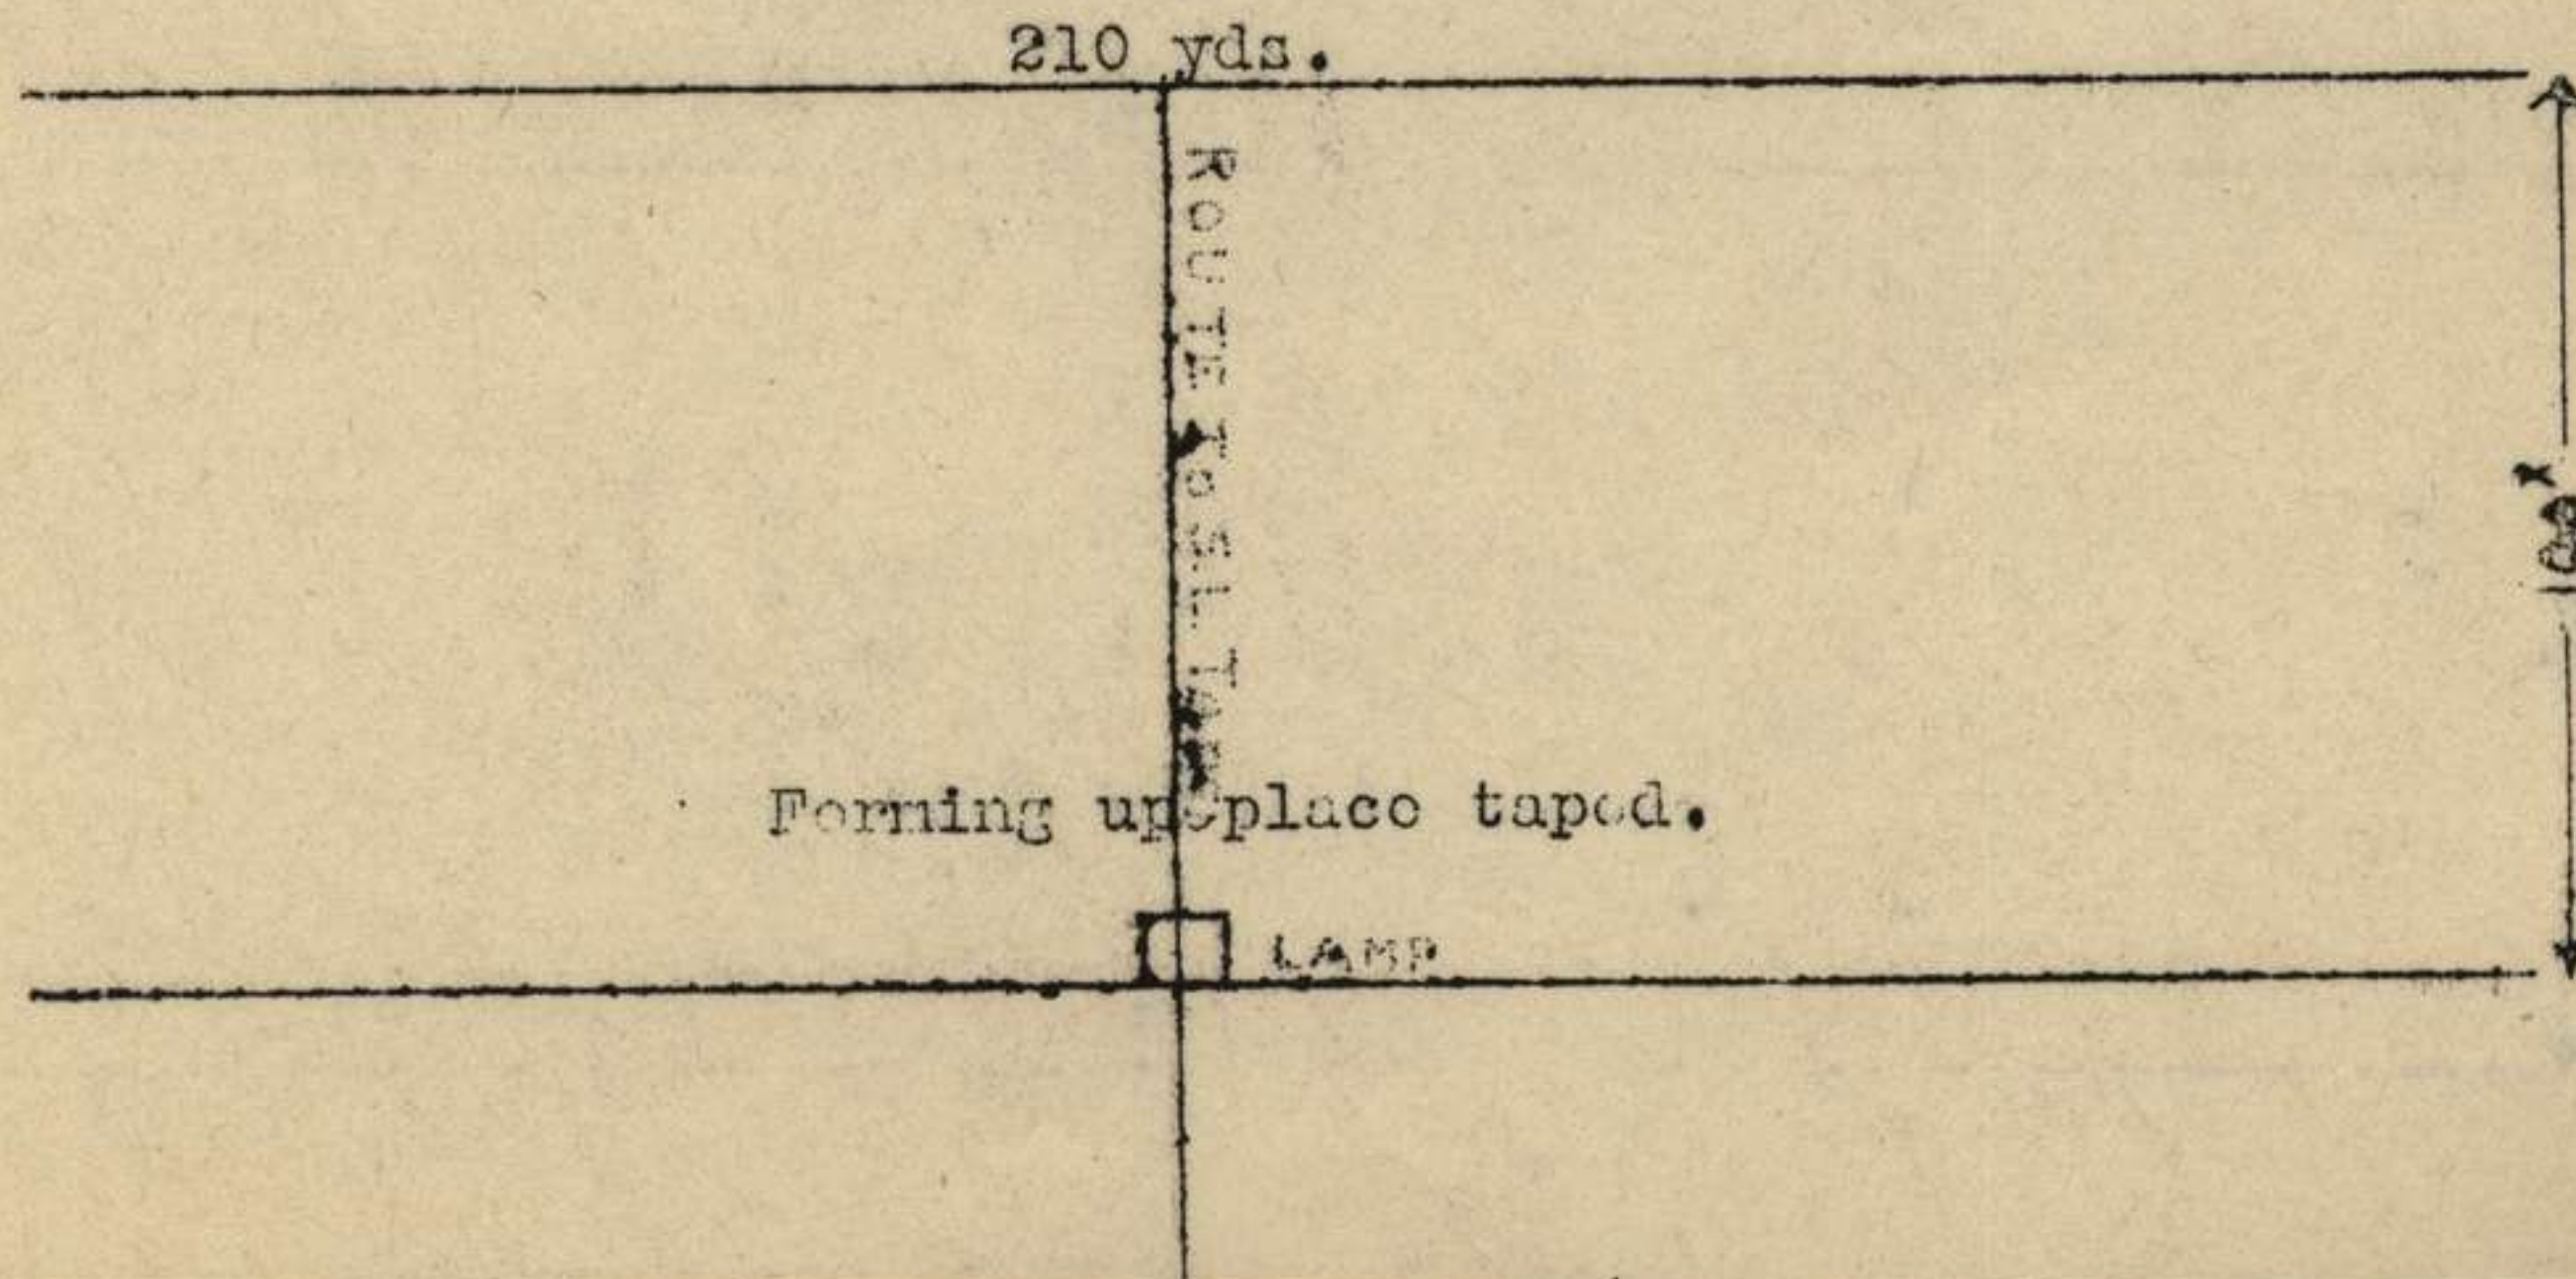 210 yds.
ROUTE To S.L.
Forming up place taped.
LAMP